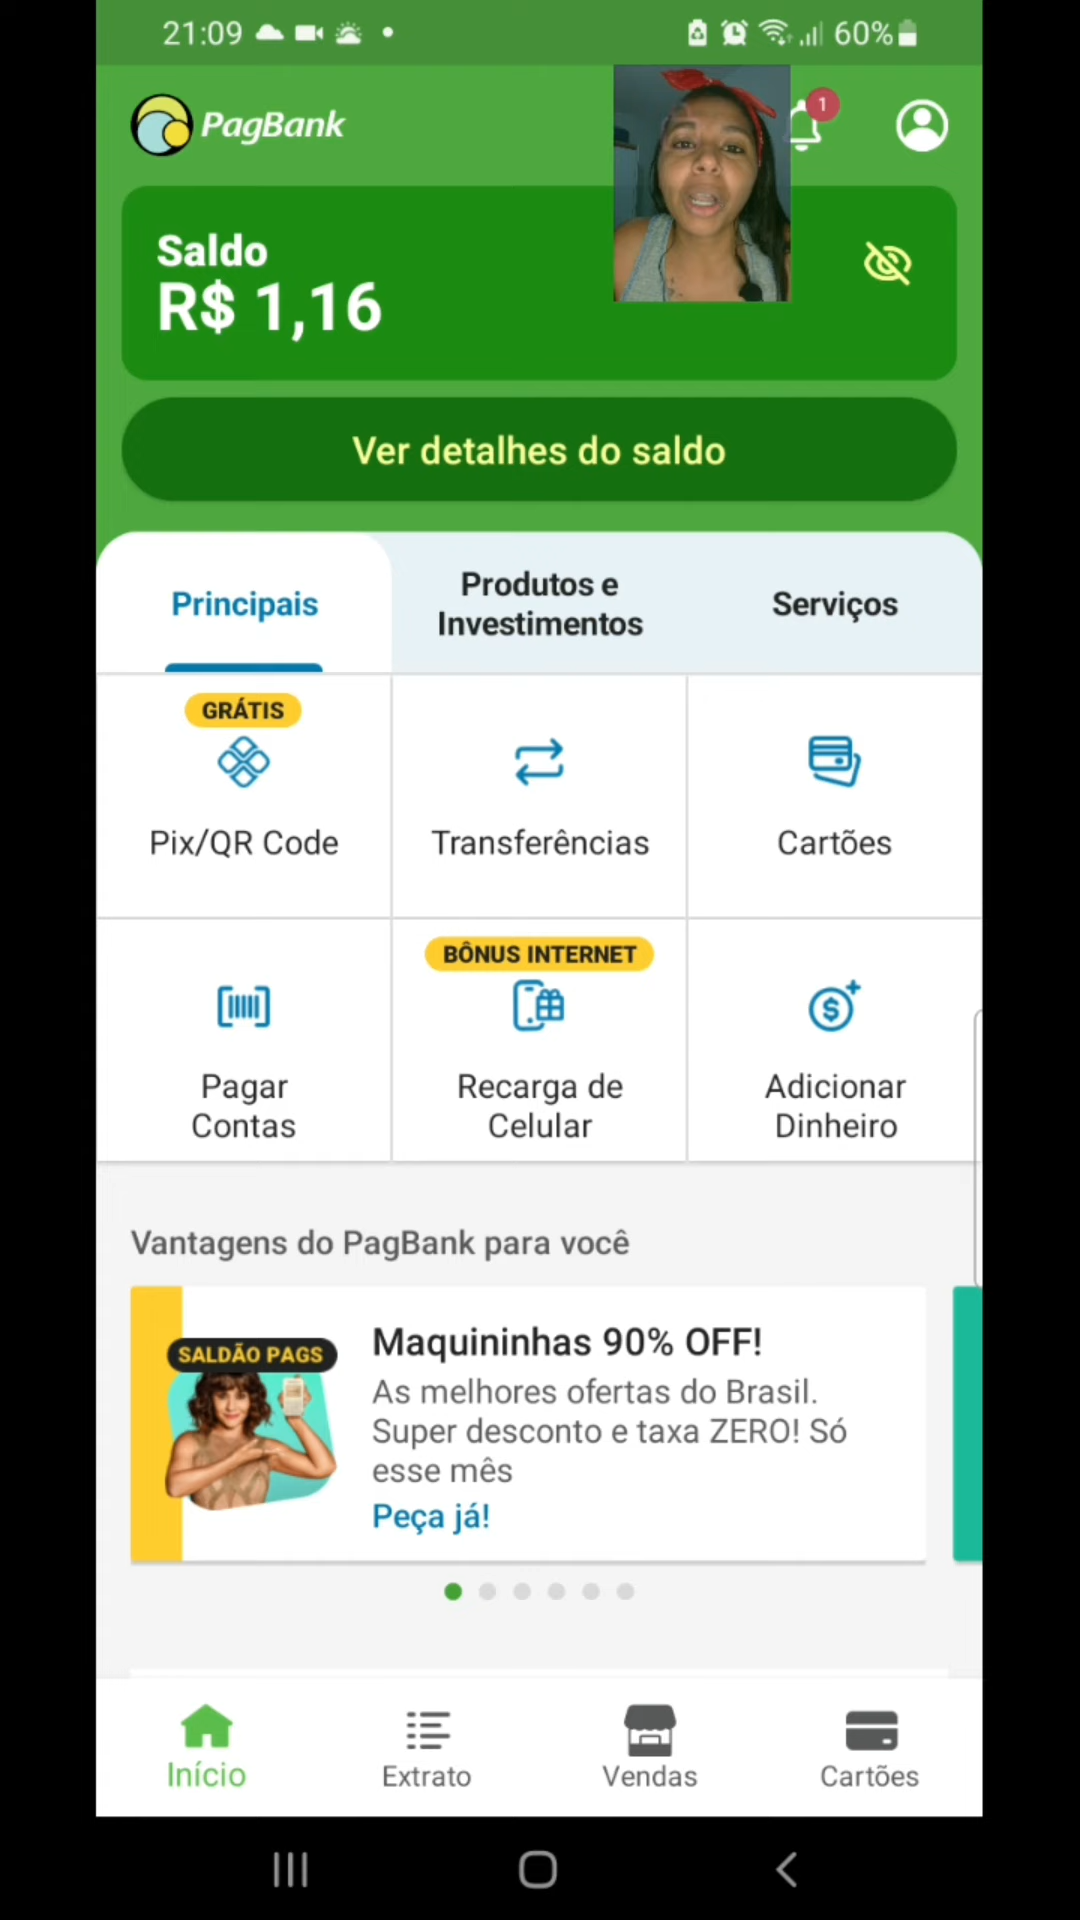 21:09
60%
PagBank
1
Saldo
R$ 1,16
Ver detalhes do saldo
Principais
Produtos e
Investimentos
Serviços
GRÁTIS
Pix/QR Code
Transferências
Cartões
BÔNUS INTERNET
Pagar
Contas
Recarga de
Celular
Adicionar
Dinheiro
Vantagens do PagBank para você
SALDÃO PAGS
Maquininhas 90% OFF!
As melhores ofertas do Brasil.
Super desconto e taxa ZERO! Só
esse mês
Peça já!
Início
Extrato
Vendas
Cartões